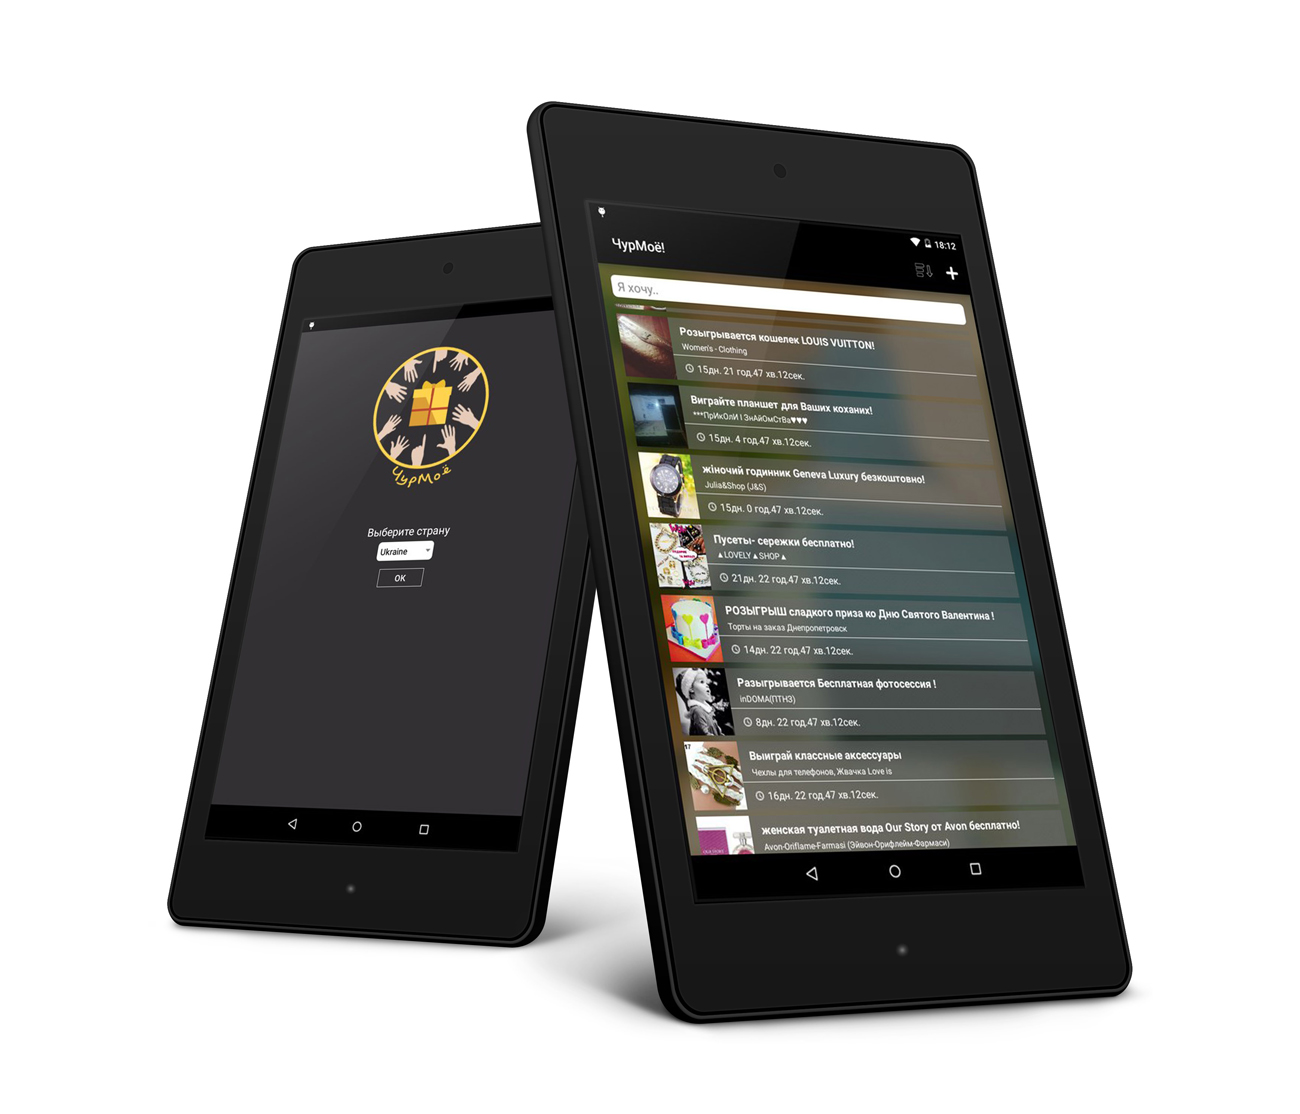 ЧурМоё
Выберите страну
Ukraine
OK
18:12
ЧурМоё!
Я хочу..
Розыгрывается кошелек LOUIS VUITTON!
Women's - Clothing
15дн. 21 год.47 хв.12сек.
Виграйте планшет для Ваших коханих!
***ПрИкОлИ І ЗнАйОмСтВа♥♥♥
15дн. 4 год.47 хв.12сек.
жіночий годинник Geneva Luxury безкоштовно!
Julia&Shop (J&S)
15дн. 0 год.47 хв.12сек.
Пусеты- сережки бесплатно!
▲LOVELY▲SHOP▲
21дн. 22 год.47 хв.12сек.
РОЗЫГРЫШ сладкого приза ко Дню Святого Валентина !
Торты на заказ Днепропетровск
14дн. 22 год.47 хв.12сек.
Разыгрывается Бесплатная фотосессия !
inDOMA(ПТНЗ)
8дн. 22 год.47 хв.12сек.
17
Выиграй классные аксессуары
Чехлы для телефонов, Жвачка Love is
16дн. 22 год.47 хв.12сек.
женская туалетная вода Our Story от Avon бесплатно!
Avon-Oriflame-Farmasi (Эйвон-Орифлейм-Фармаси)